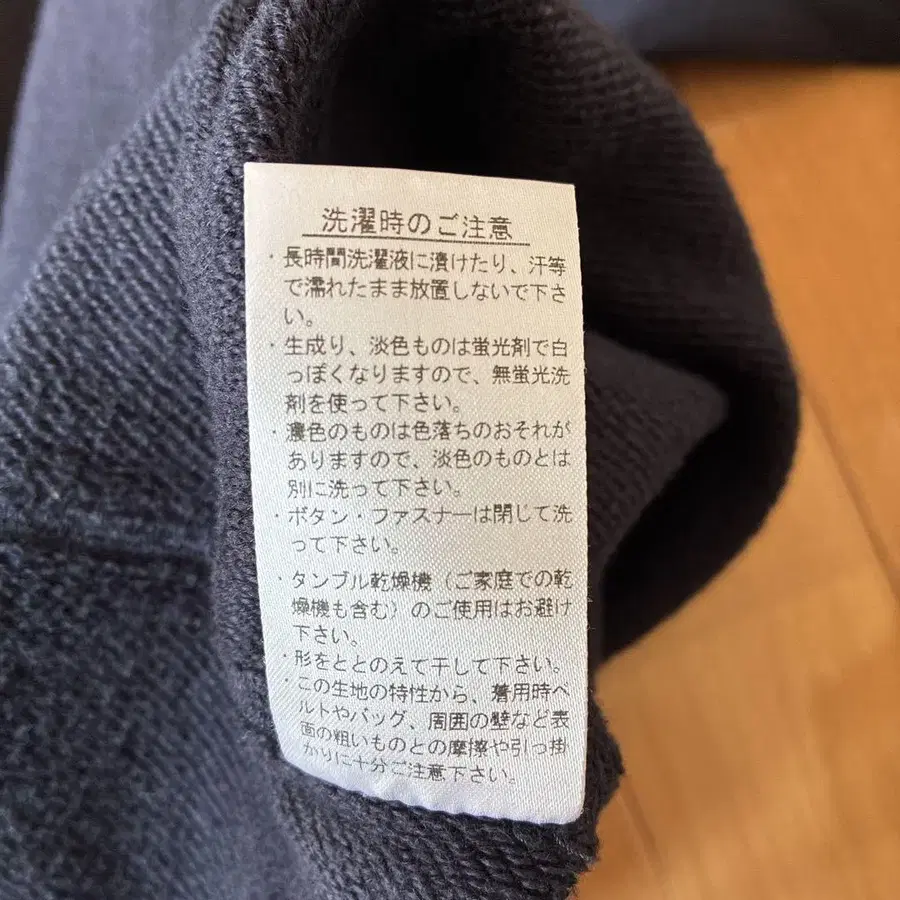 洗濯時のご注意
・長時間洗濯液に漬けたり、汗等
で濡れたまま放置しないで下さ
い。
・生成り、淡色ものは蛍光剤で白
っぽくなりますので、無蛍光洗
剤を使って下さい。
・濃色のものは色落ちのおそれが
ありますので、淡色のものとは
別に洗って下さい。
・ボタン・ファスナーは閉じて洗
って下さい。
・タンブル乾燥機（ご家庭での乾
燥機も含む）のご使用はお避け
下さい。
・形をととのえて干して下さい。
・この生地の特性から、着用時ベ
ルトやバッグ、周囲の壁など表
面の粗いものとの摩擦や引っ掛
かりに十分ご注意下さい。